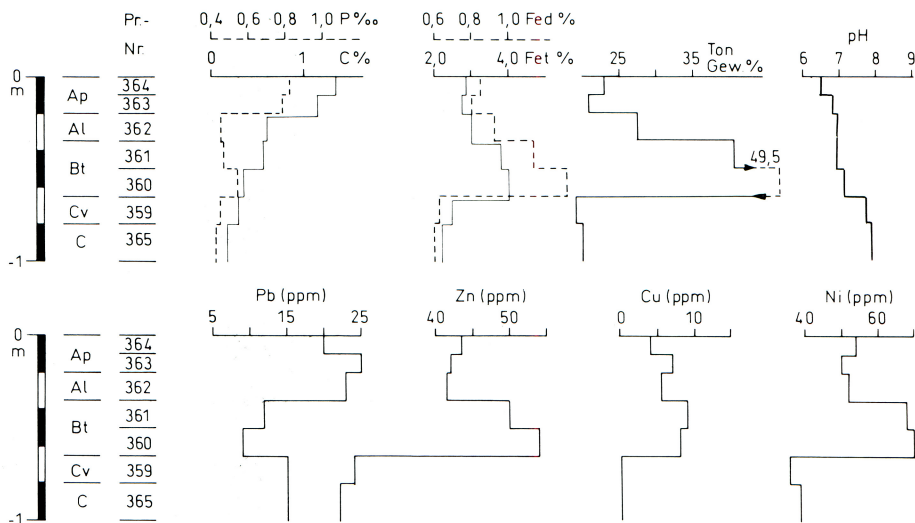 Pr.- 0,4 0,6 0,8 1,0 P‰ 0,6 0,8 1,0 Fed %
Nr. 0 1 C% 2,0 4,0 Fet % 25 35 Ton Gew.% pH 6 7 8 9
0
m
Ap 364
363
Al 362
Bt 361
360
49,5
Cv 359
C 365
-1
Pb (ppm) Zn (ppm) Cu (ppm) Ni (ppm)
5 15 25 40 50 0 10 40 60
0
m
Ap 364
363
Al 362
Bt 361
360
Cv 359
C 365
-1